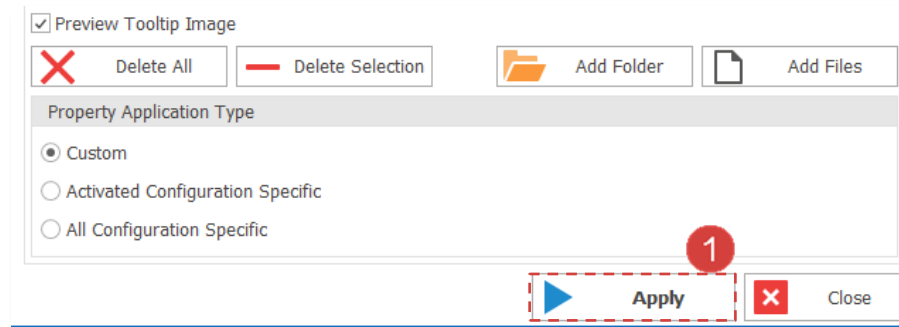 Preview Tooltip Image
Delete All Delete Selection Add Folder Add Files
Property Application Type
Custom
Activated Configuration Specific
All Configuration Specific
1
Apply Close